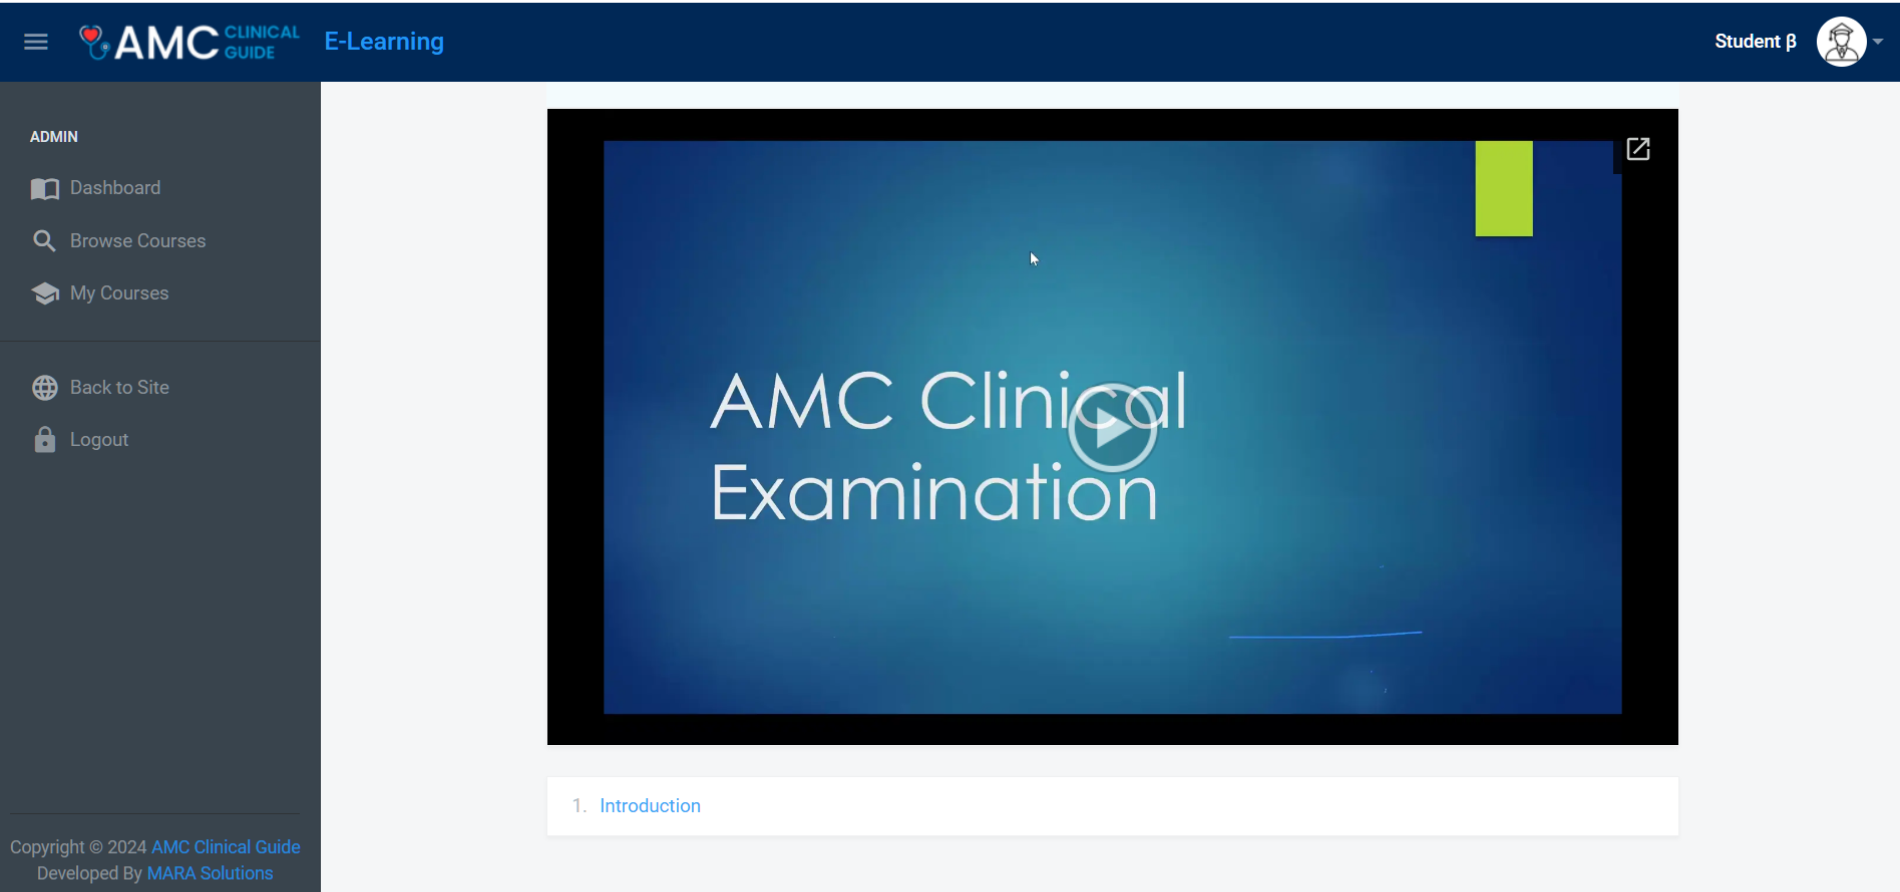 AMC CLINICAL GUIDE E-Learning
Student β
ADMIN
Dashboard
Browse Courses
My Courses
Back to Site
Logout
Copyright © 2024 AMC Clinical Guide
Developed By MARA Solutions
AMC Clinical
Examination
1. Introduction